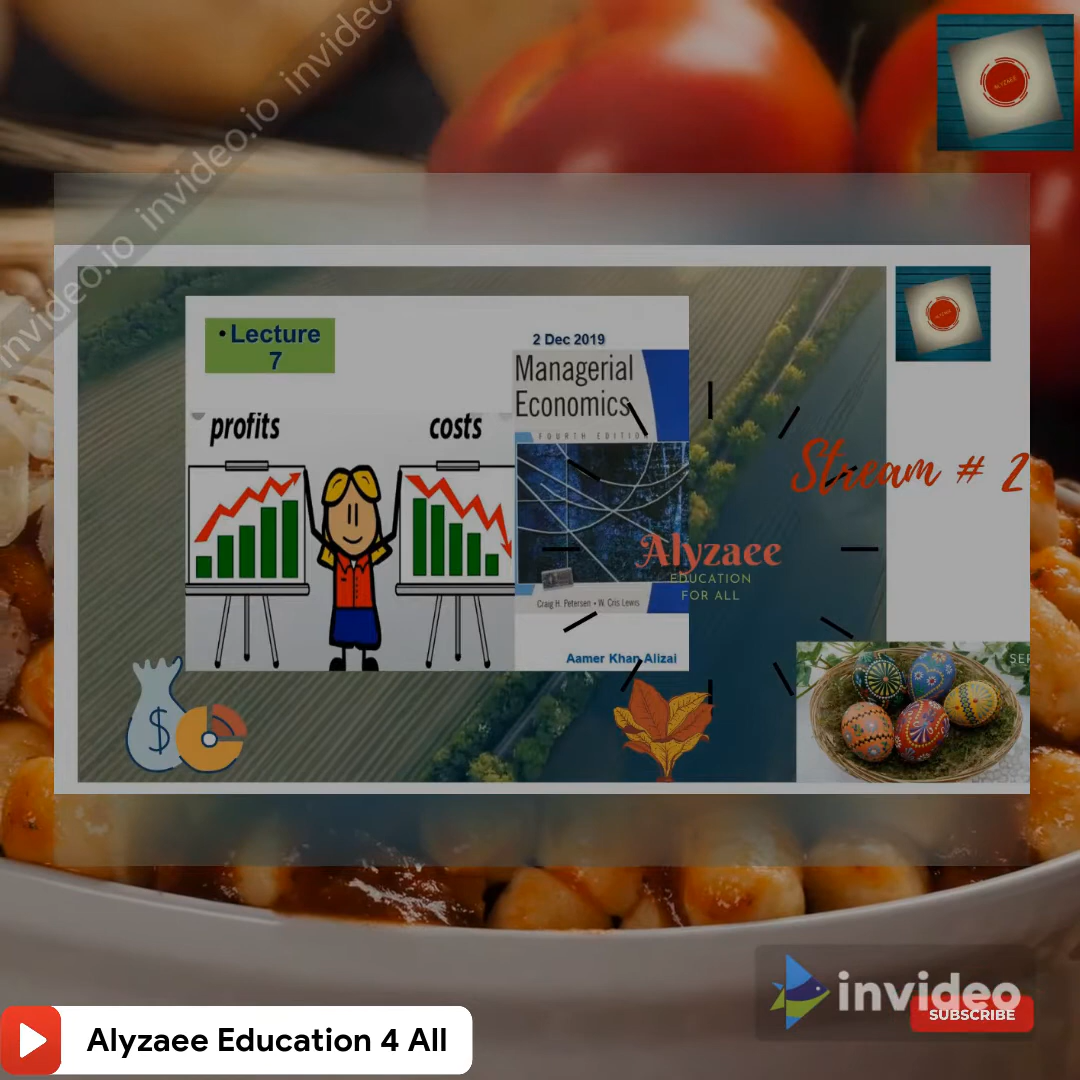 invideo.io invideo.io invideo
ALYZAEE
• Lecture
7
2 Dec 2019
Managerial
Economics
FOURTH EDITION
profits
costs
Stream # 2
Alyzaee
EDUCATION
FOR ALL
Craig H. Petersen • W. Cris Lewis
Aamer Khan Alizai
$
invideo
SUBSCRIBE
Alyzaee Education 4 All